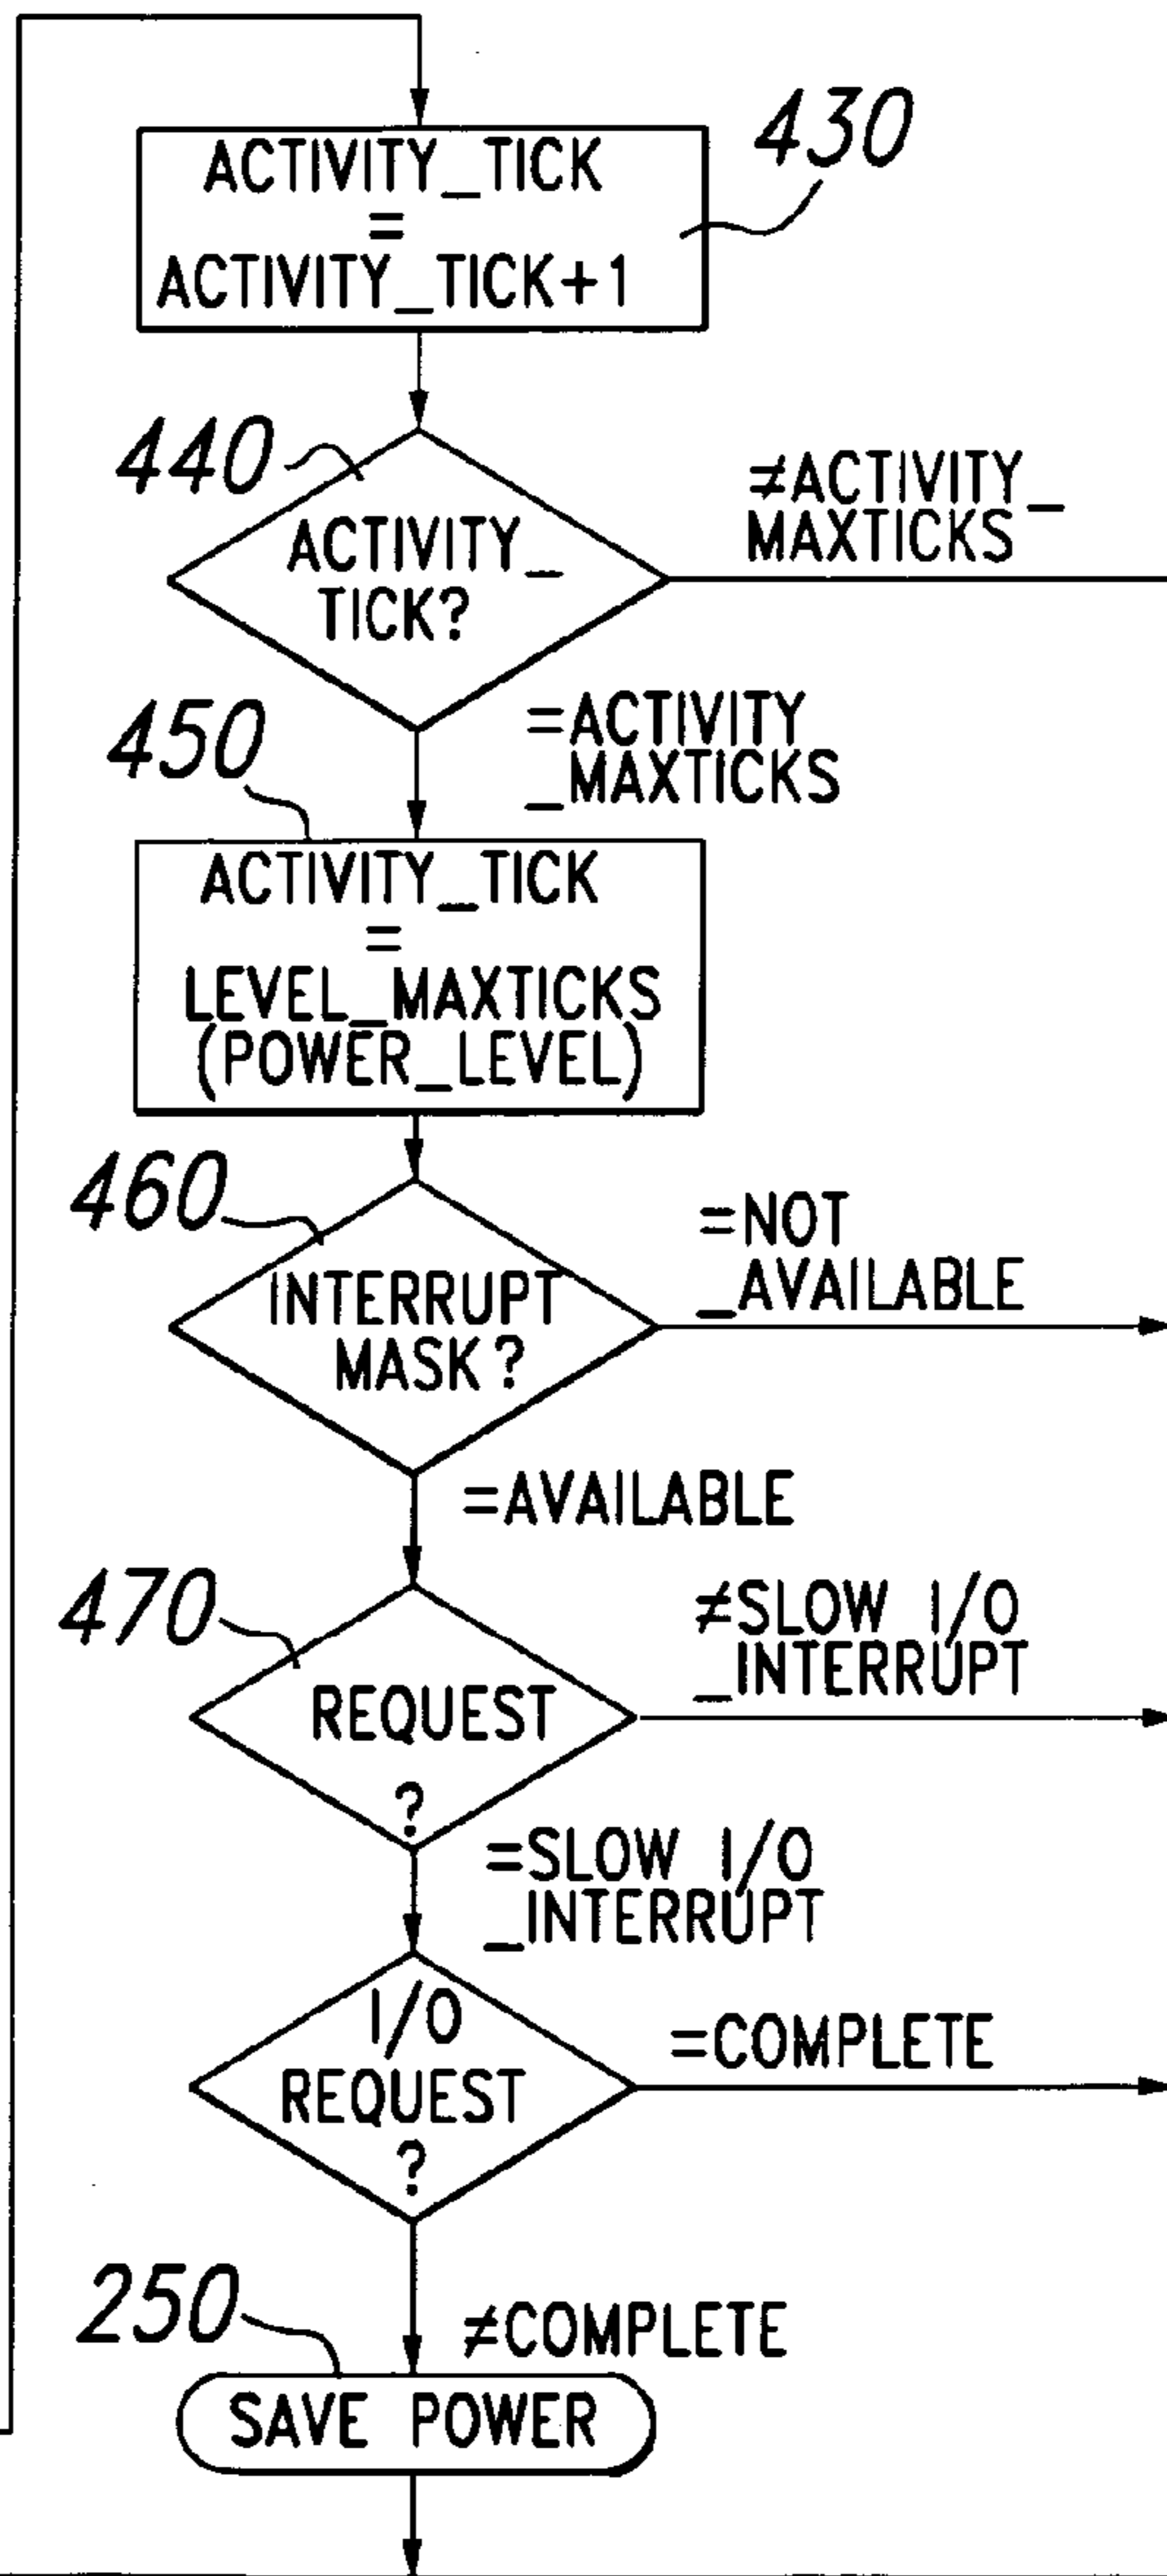 430
ACTIVITY_TICK
=
ACTIVITY_TICK+1
440
ACTIVITY_
TICK?
≠ACTIVITY_
MAXTICKS
=ACTIVITY
_MAXTICKS
450
ACTIVITY_TICK
=
LEVEL_MAXTICKS
(POWER_LEVEL)
460
INTERRUPT
MASK?
=NOT
_AVAILABLE
=AVAILABLE
470
REQUEST
?
≠SLOW I/O
_INTERRUPT
=SLOW I/O
_INTERRUPT
I/O
REQUEST
?
=COMPLETE
≠COMPLETE
250
SAVE POWER